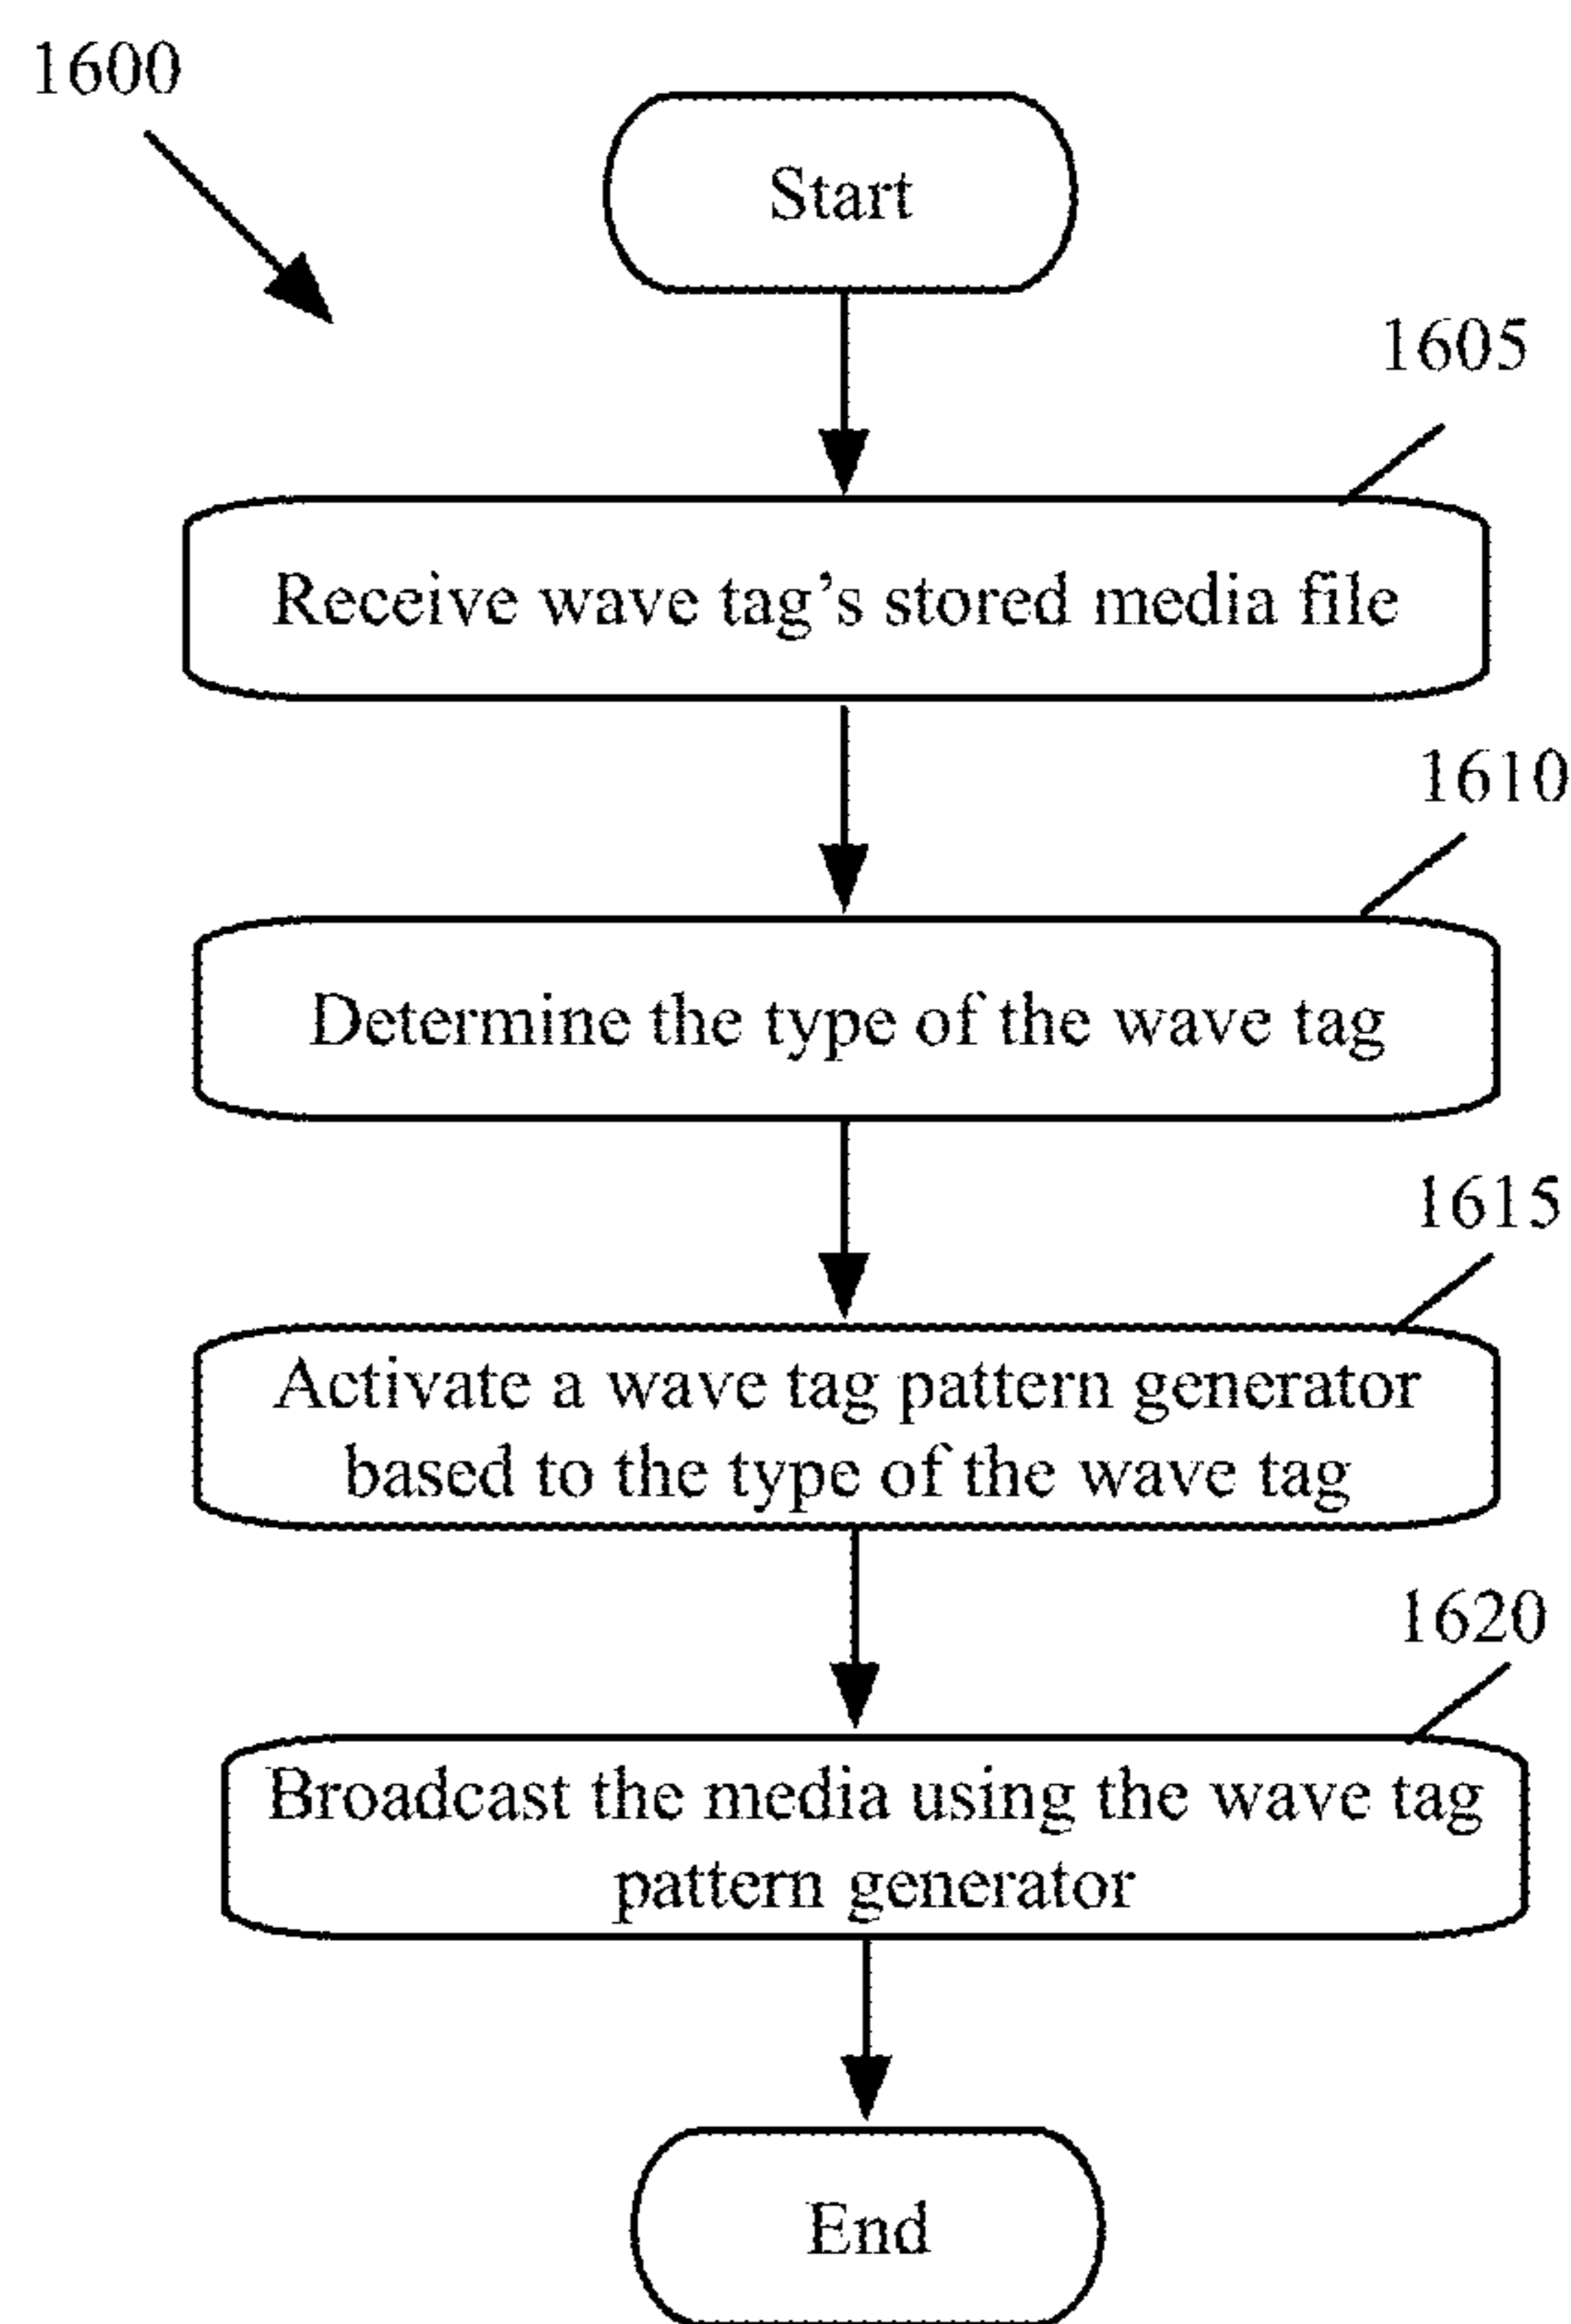 1600
Start
1605
Receive wave tag’s stored media file
1610
Determine the type of the wave tag
1615
Activate a wave tag pattern generator
based to the type of the wave tag
1620
Broadcast the media using the wave tag
pattern generator
End